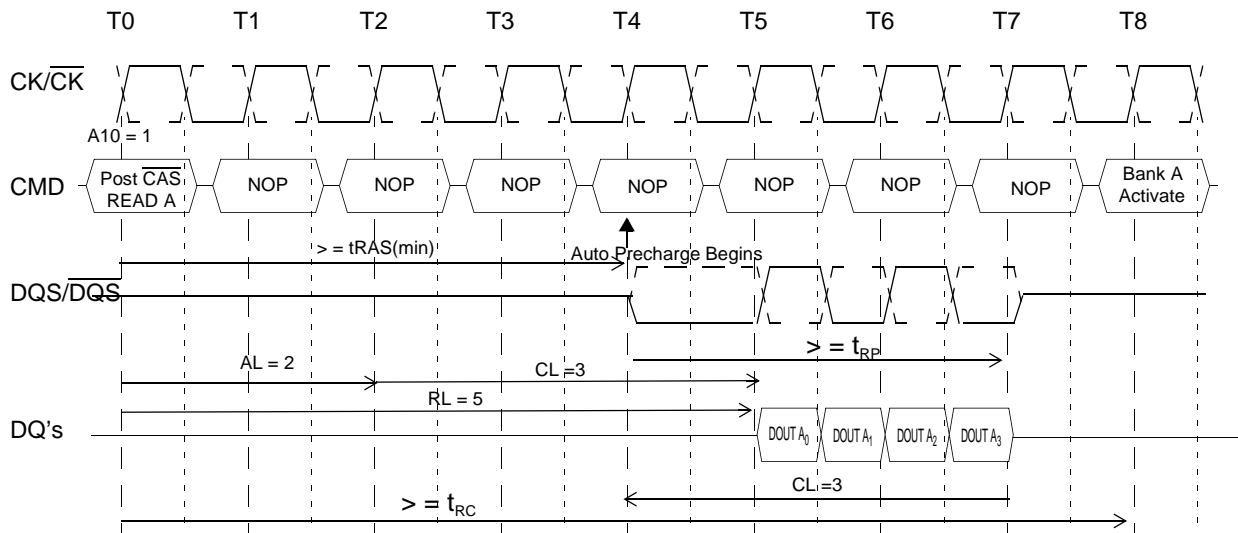 T0 T1 T2 T3 T4 T5 T6 T7 T8
CK/CK
A10 = 1
CMD
Post CAS
READ A
NOP NOP NOP NOP NOP NOP NOP
Bank A
Activate
> = tRAS(min)
Auto Precharge Begins
DQS/DQS
> = tRP
AL = 2
CL =3
RL = 5
DQ's
DOUT A0 DOUT A1 DOUT A2 DOUT A3
CL =3
> = tRC